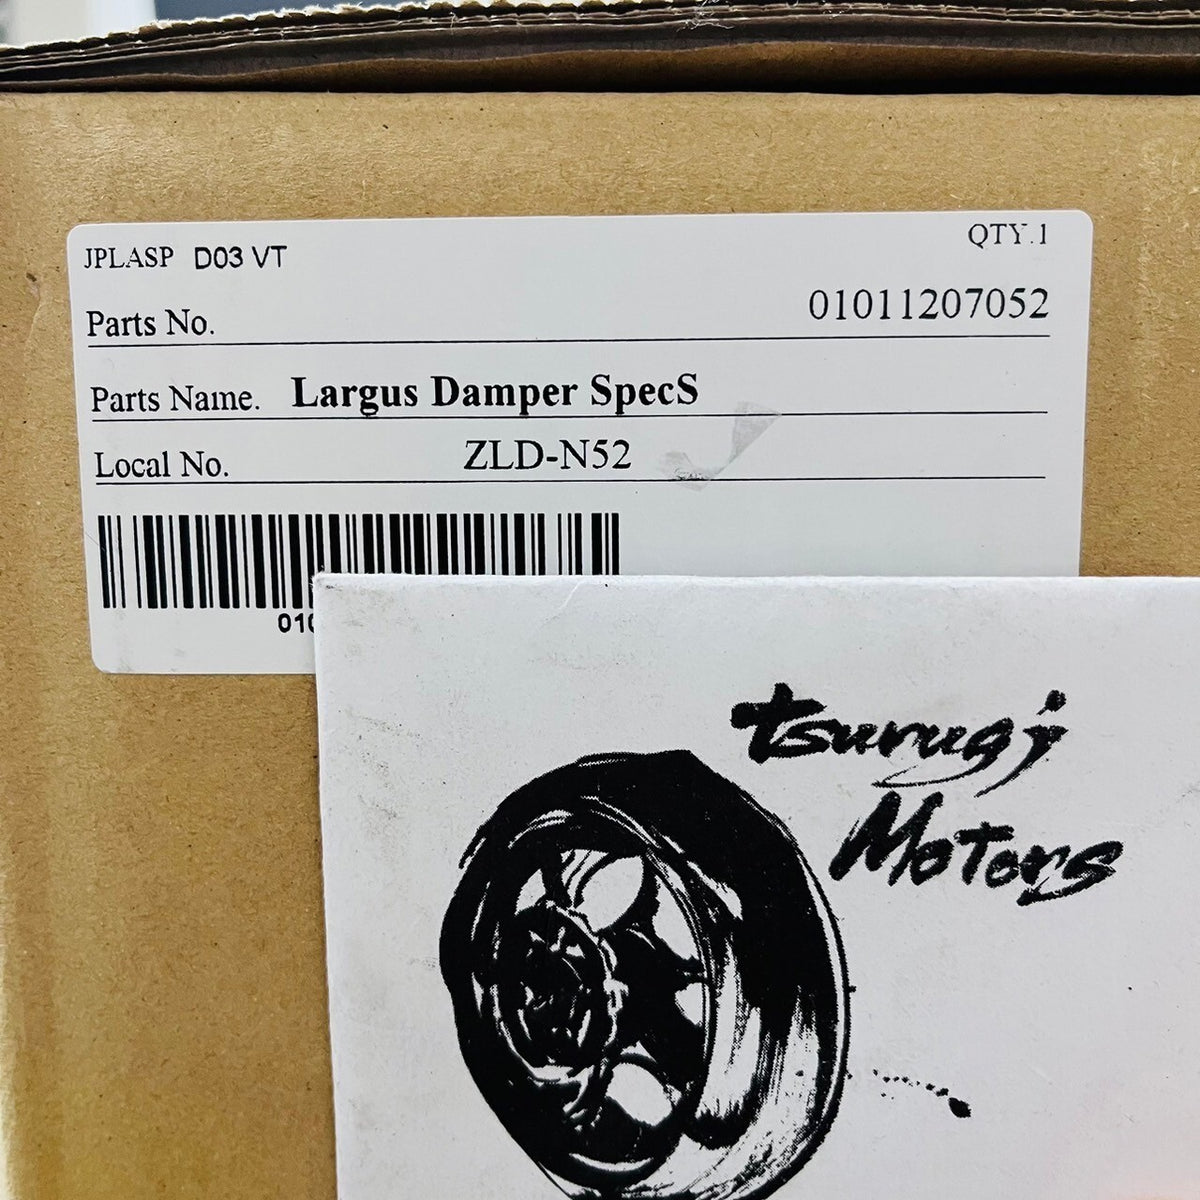 JPLASP D03 VT
QTY.1
Parts No. 01011207052
Parts Name. Largus Damper SpecS
Local No. ZLD-N52
010
tsurugi
Motors